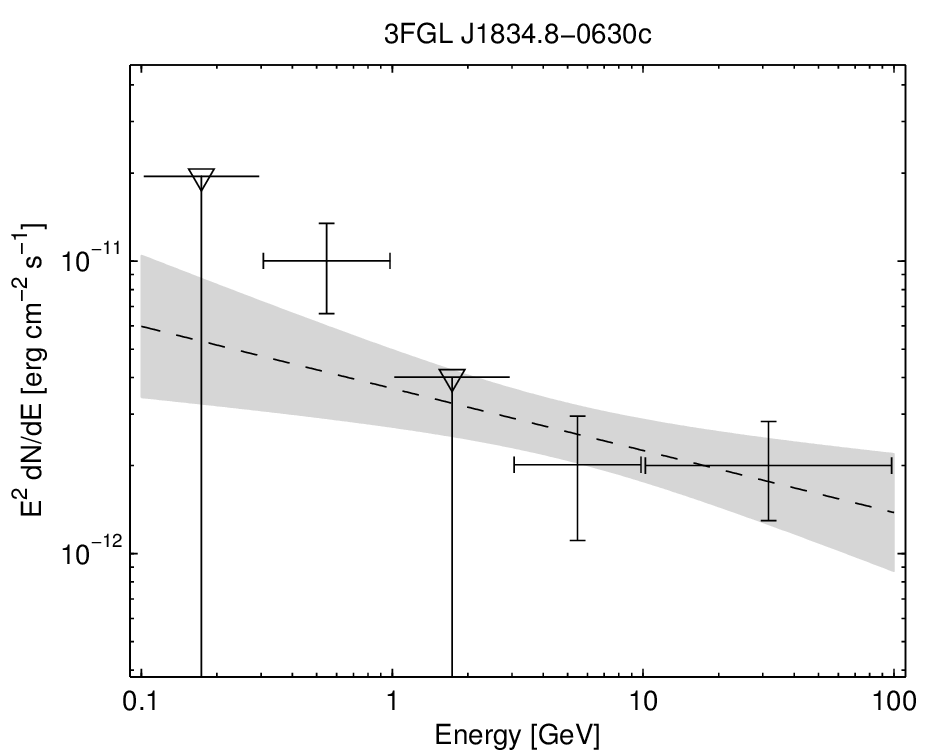 3FGL J1834.8−0630c
E² dN/dE [erg cm⁻² s⁻¹]
10⁻¹¹
10⁻¹²
0.1 1 10 100
Energy [GeV]